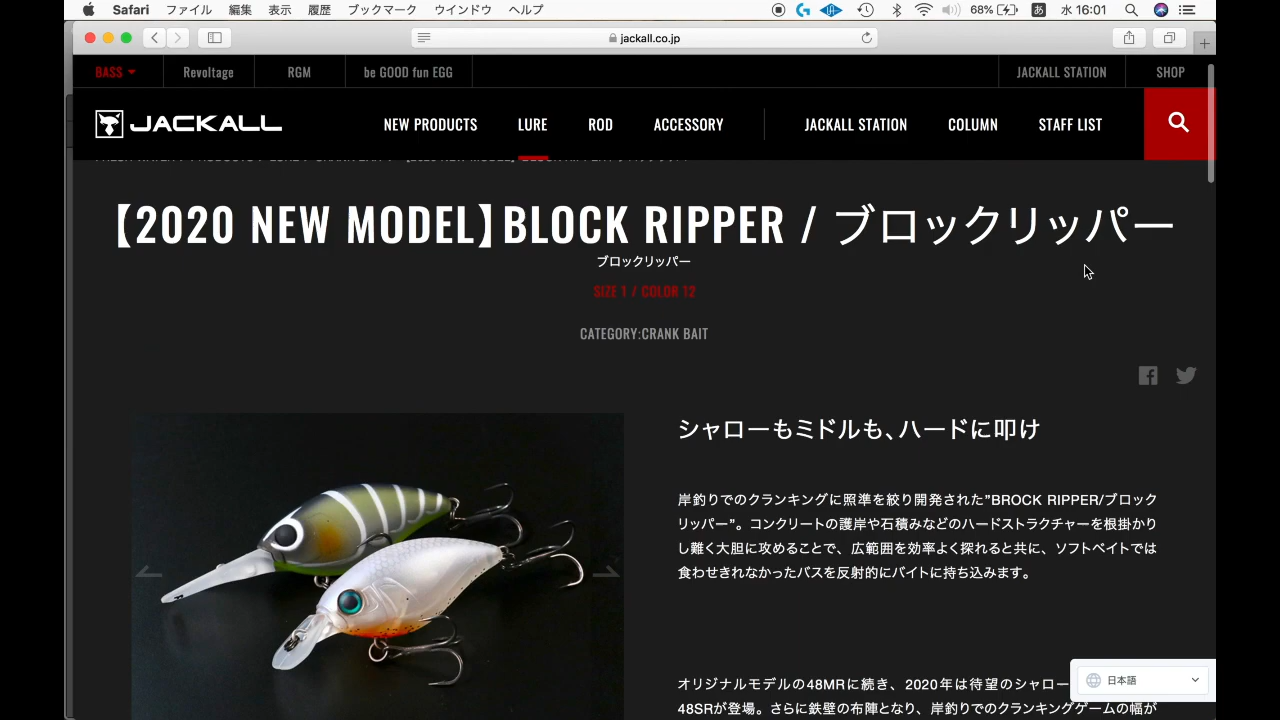 Safari ファイル 編集 表示 履歴 ブックマーク ウインドウ ヘルプ 68% あ 水 16:01
jackall.co.jp
BASS Revoltage RGM be GOOD fun EGG JACKALL STATION SHOP
JACKALL NEW PRODUCTS LURE ROD ACCESSORY JACKALL STATION COLUMN STAFF LIST
【2020 NEW MODEL】BLOCK RIPPER / ブロックリッパー
ブロックリッパー
SIZE 1 / COLOR 12
CATEGORY:CRANK BAIT
シャローもミドルも、ハードに叩け
岸釣りでのクランキングに照準を絞り開発された”BROCK RIPPER/ブロック
リッパー”。コンクリートの護岸や石積みなどのハードストラクチャーを根掛かり
し難く大胆に攻めることで、広範囲を効率よく探れると共に、ソフトベイトでは
食わせきれなかったバスを反射的にバイトに持ち込みます。
オリジナルモデルの48MRに続き、2020年は待望のシャロー
48SRが登場。さらに鉄壁の布陣となり、岸釣りでのクランキングゲームの幅が
日本語